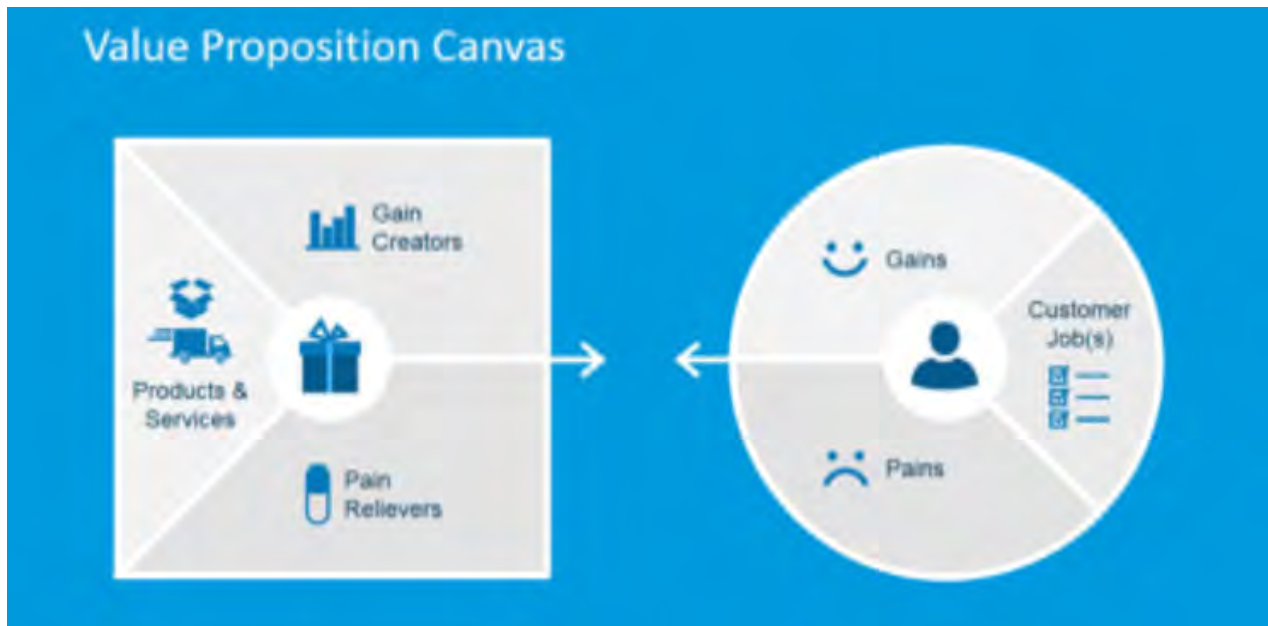 Value Proposition Canvas
Gain
Creators
Products &
Services
Pain
Relievers
Gains
Customer
Job(s)
Pains